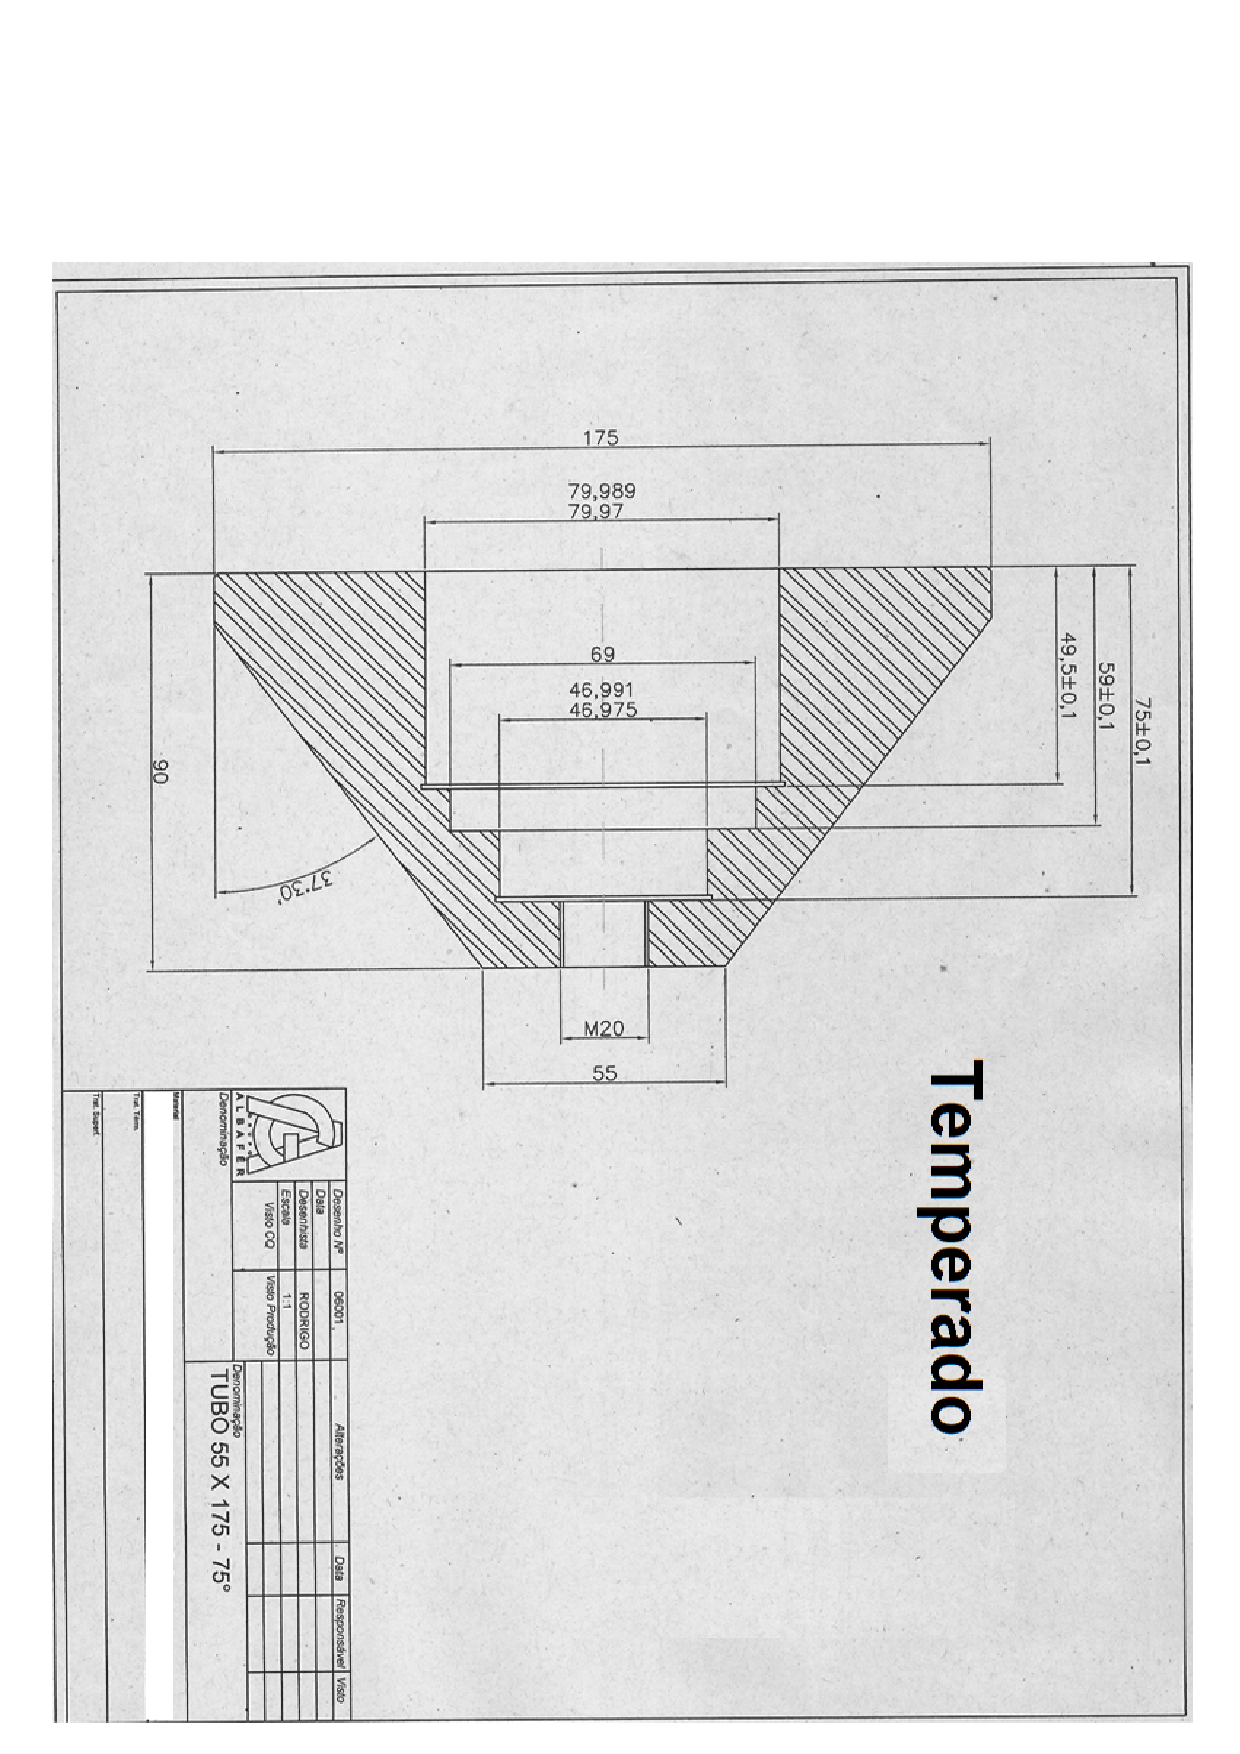 175
79,989
79,97
69
46,991
46,975
49,5±0,1
59±0,1
75±0,1
90
37°30'
M20
55
Temperado
ALBAFER
Desenho Nº 06001
Data
Desenhista RODRIGO
Escala 1:1
Visto CQ Visto Produção
Alterações Data Responsável Visto
Denominação
Denominação
TUBO 55 X 175 - 75°
Material
Trat. Térm.
Trat. Superf.